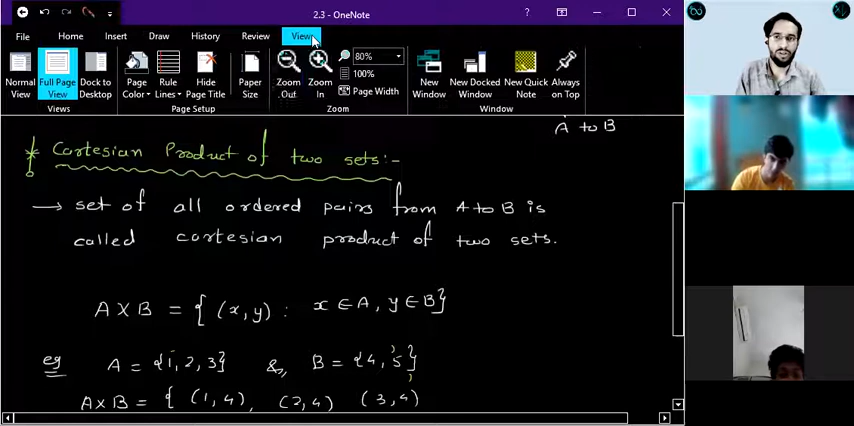 2.3 - OneNote
File Home Insert Draw History Review View
Normal View Full Page View Dock to Desktop
Page Color Rule Lines Hide Page Title Paper Size
Zoom Out Zoom In 80% 100% Page Width
New Window New Docked Window New Quick Note Always on Top
Views Page Setup Zoom Window
A to B
Cartesian Product of two sets:-
→ set of all ordered pairs from A to B is
called cartesian product of two sets.
A X B = { (x, y) : x ∈ A, y ∈ B}
eg A = {1, 2, 3} &, B = {4, 5}
A X B = { (1, 4), (2, 4) (3, 4)